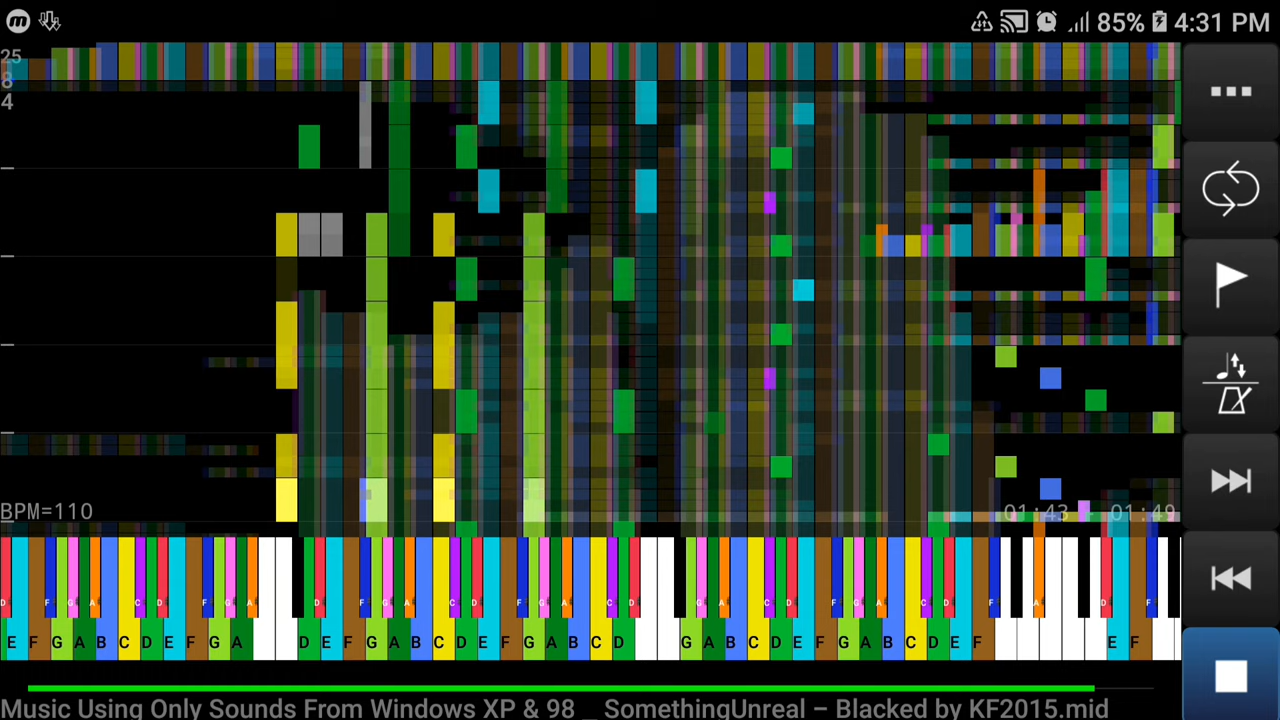 85% 4:31 PM
25
8
4
BPM=110
01:43 01:49
D F G A C D F G A D F G A C D F G A C D G A C D F G A C D F A D F
E F G A B C D E F G A D E F G A B C D E F G A B C D G A B C D E F G A B C D E F E F
Music Using Only Sounds From Windows XP & 98 _ SomethingUnreal – Blacked by KF2015.mid